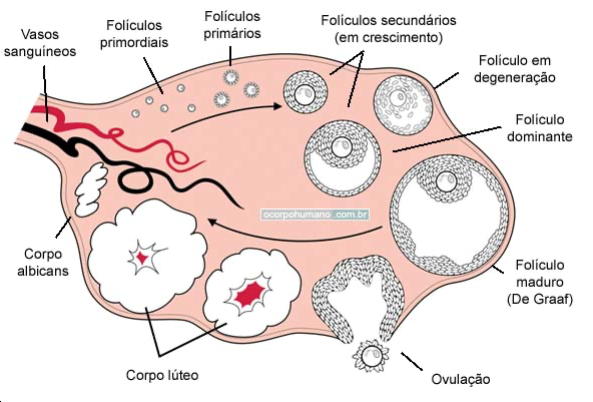 Vasos
sanguíneos
Folículos
primordiais
Folículos
primários
Folículos secundários
(em crescimento)
Folículo em
degeneração
Folículo
dominante
ocorpohumano.com.br
Corpo
albicans
Folículo
maduro
(De Graaf)
Corpo lúteo
Ovulação